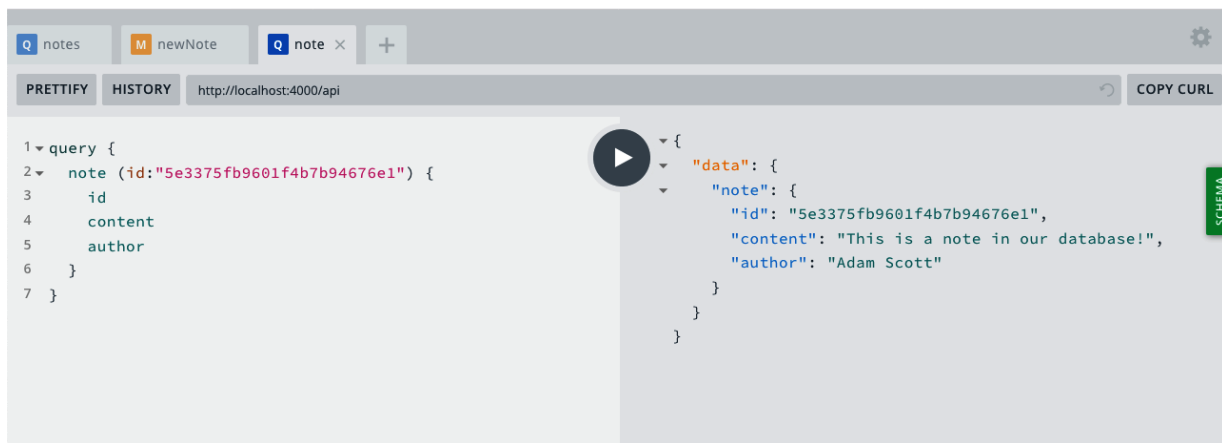 Q notes M newNote Q note × +
PRETTIFY HISTORY http://localhost:4000/api COPY CURL
1 query {
2 note (id:"5e3375fb9601f4b7b94676e1") {
3 id
4 content
5 author
6 }
7 }
{
"data": {
"note": {
"id": "5e3375fb9601f4b7b94676e1",
"content": "This is a note in our database!",
"author": "Adam Scott"
}
}
}
SCHEMA